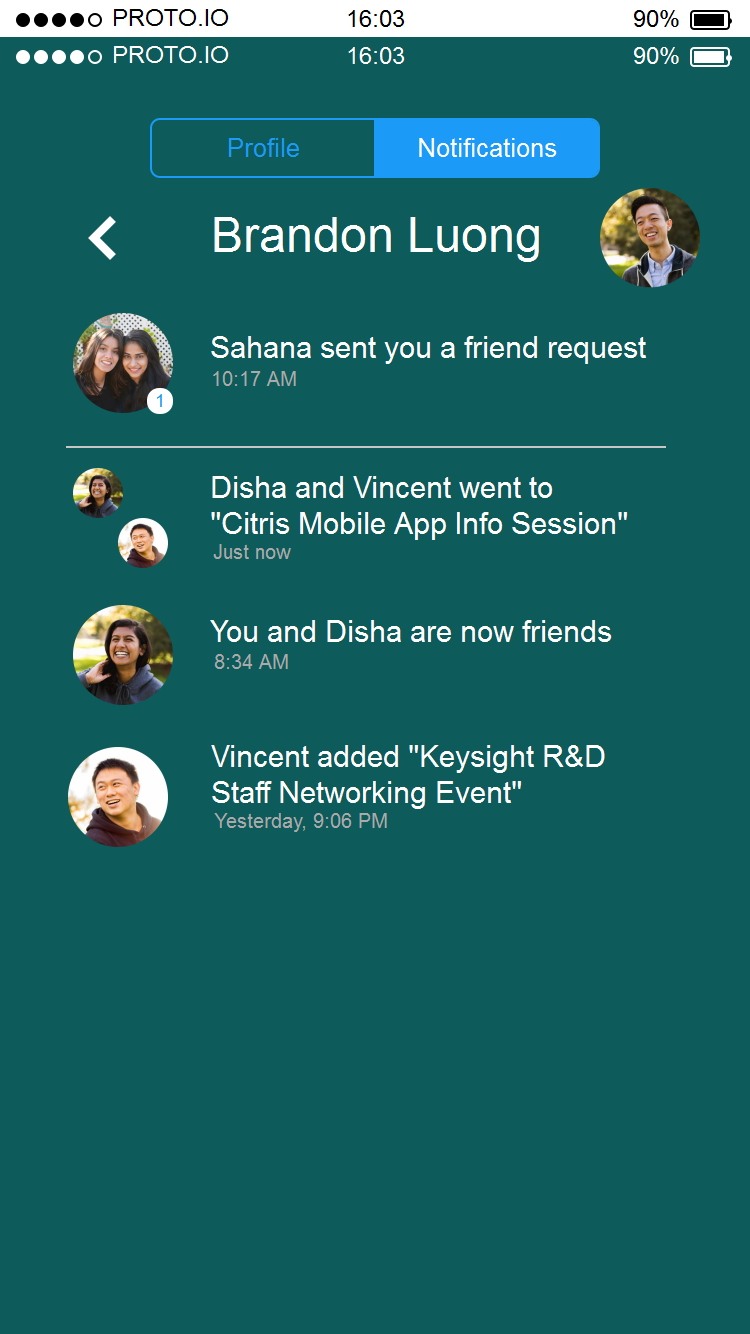 PROTO.IO 16:03 90%
PROTO.IO 16:03 90%
Profile Notifications
Brandon Luong
Sahana sent you a friend request
10:17 AM
1
Disha and Vincent went to
"Citris Mobile App Info Session"
Just now
You and Disha are now friends
8:34 AM
Vincent added "Keysight R&D
Staff Networking Event"
Yesterday, 9:06 PM